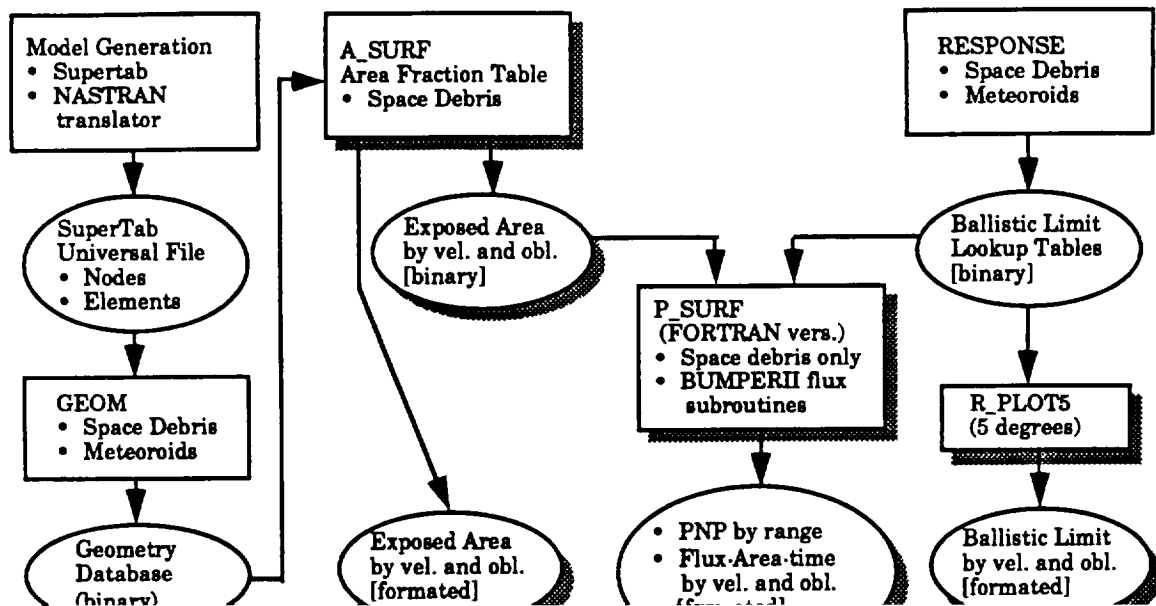 Model Generation
• Supertab
• NASTRAN
translator
SuperTab
Universal File
• Nodes
• Elements
GEOM
• Space Debris
• Meteoroids
Geometry
Database
(binary)
A_SURF
Area Fraction Table
• Space Debris
Exposed Area
by vel. and obl.
[binary]
Exposed Area
by vel. and obl.
[formated]
P_SURF
(FORTRAN vers.)
• Space debris only
• BUMPERII flux
subroutines
• PNP by range
• Flux·Area·time
by vel. and obl.
RESPONSE
• Space Debris
• Meteoroids
Ballistic Limit
Lookup Tables
[binary]
R_PLOT5
(5 degrees)
Ballistic Limit
by vel. and obl.
[formated]